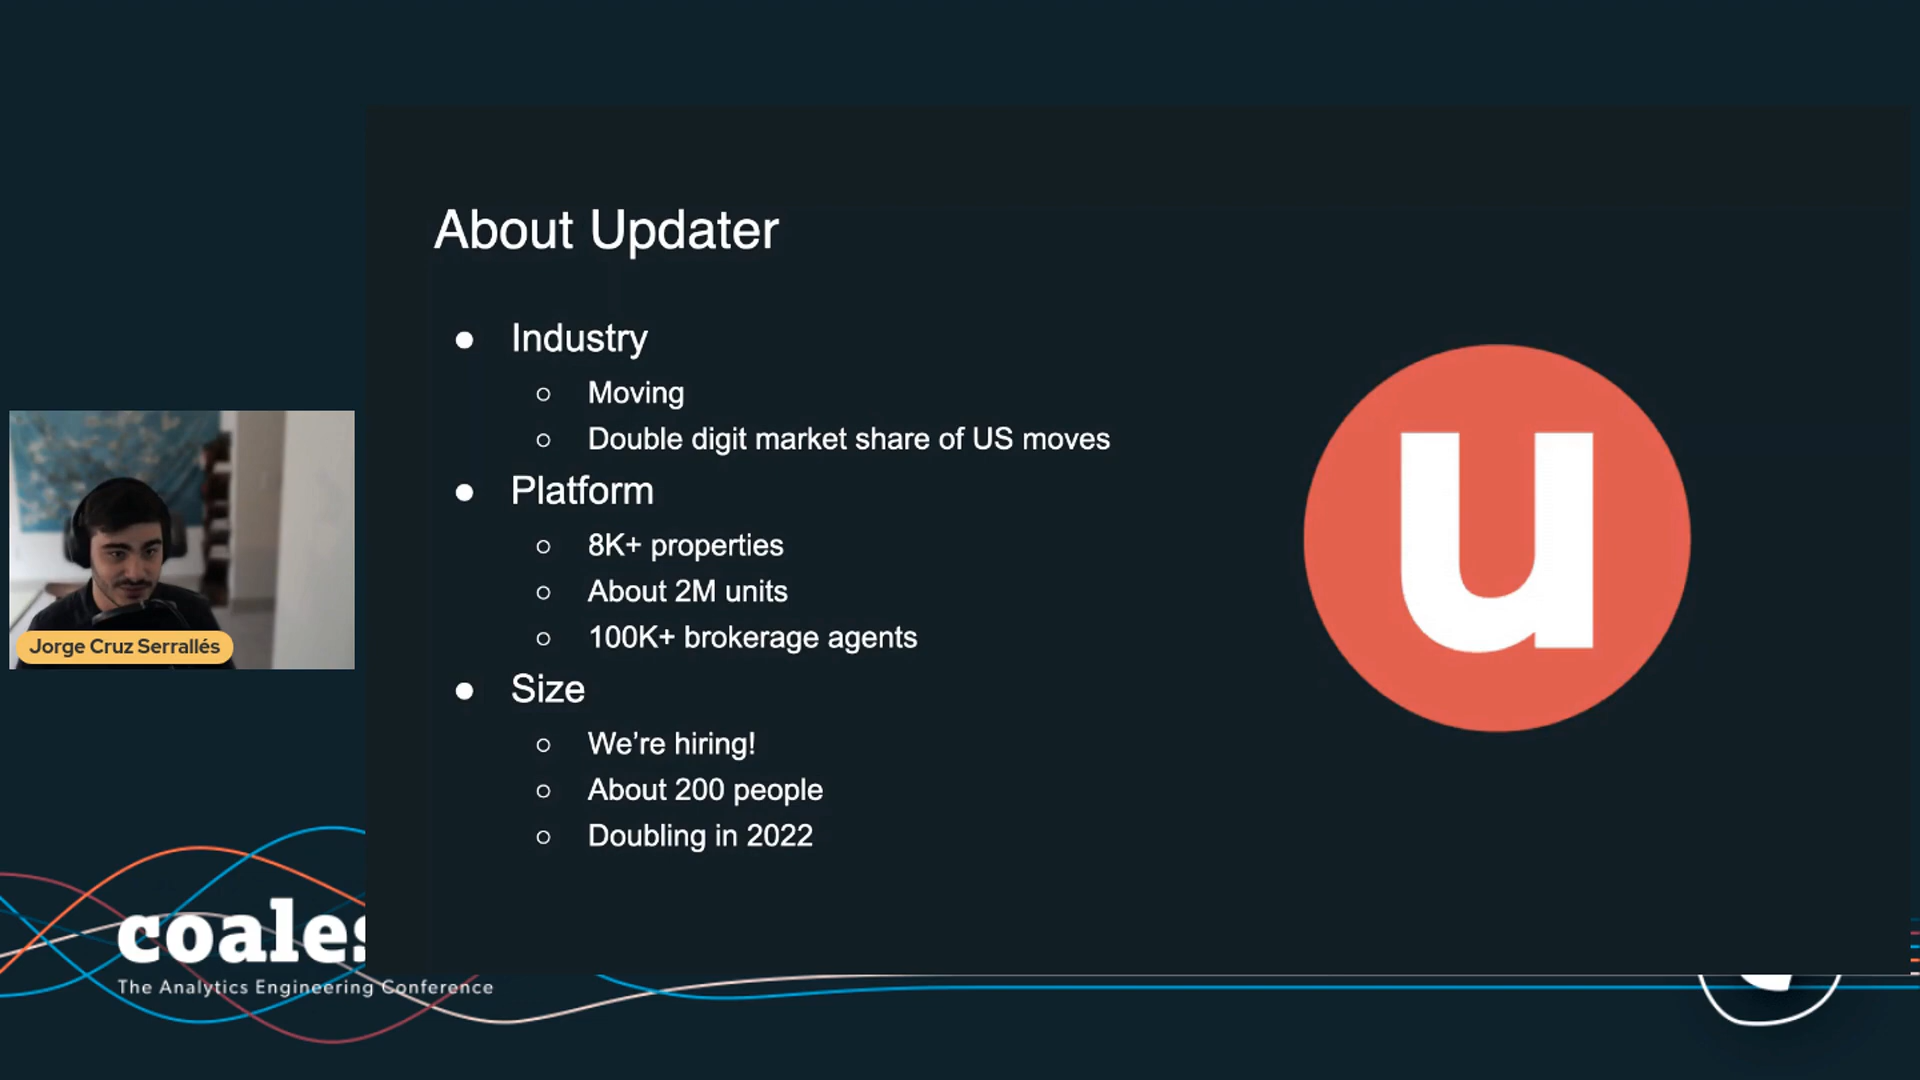 About Updater
Industry
Moving
Double digit market share of US moves
Platform
8K+ properties
About 2M units
100K+ brokerage agents
Size
We're hiring!
About 200 people
Doubling in 2022
u
Jorge Cruz Serrallés
coales
The Analytics Engineering Conference